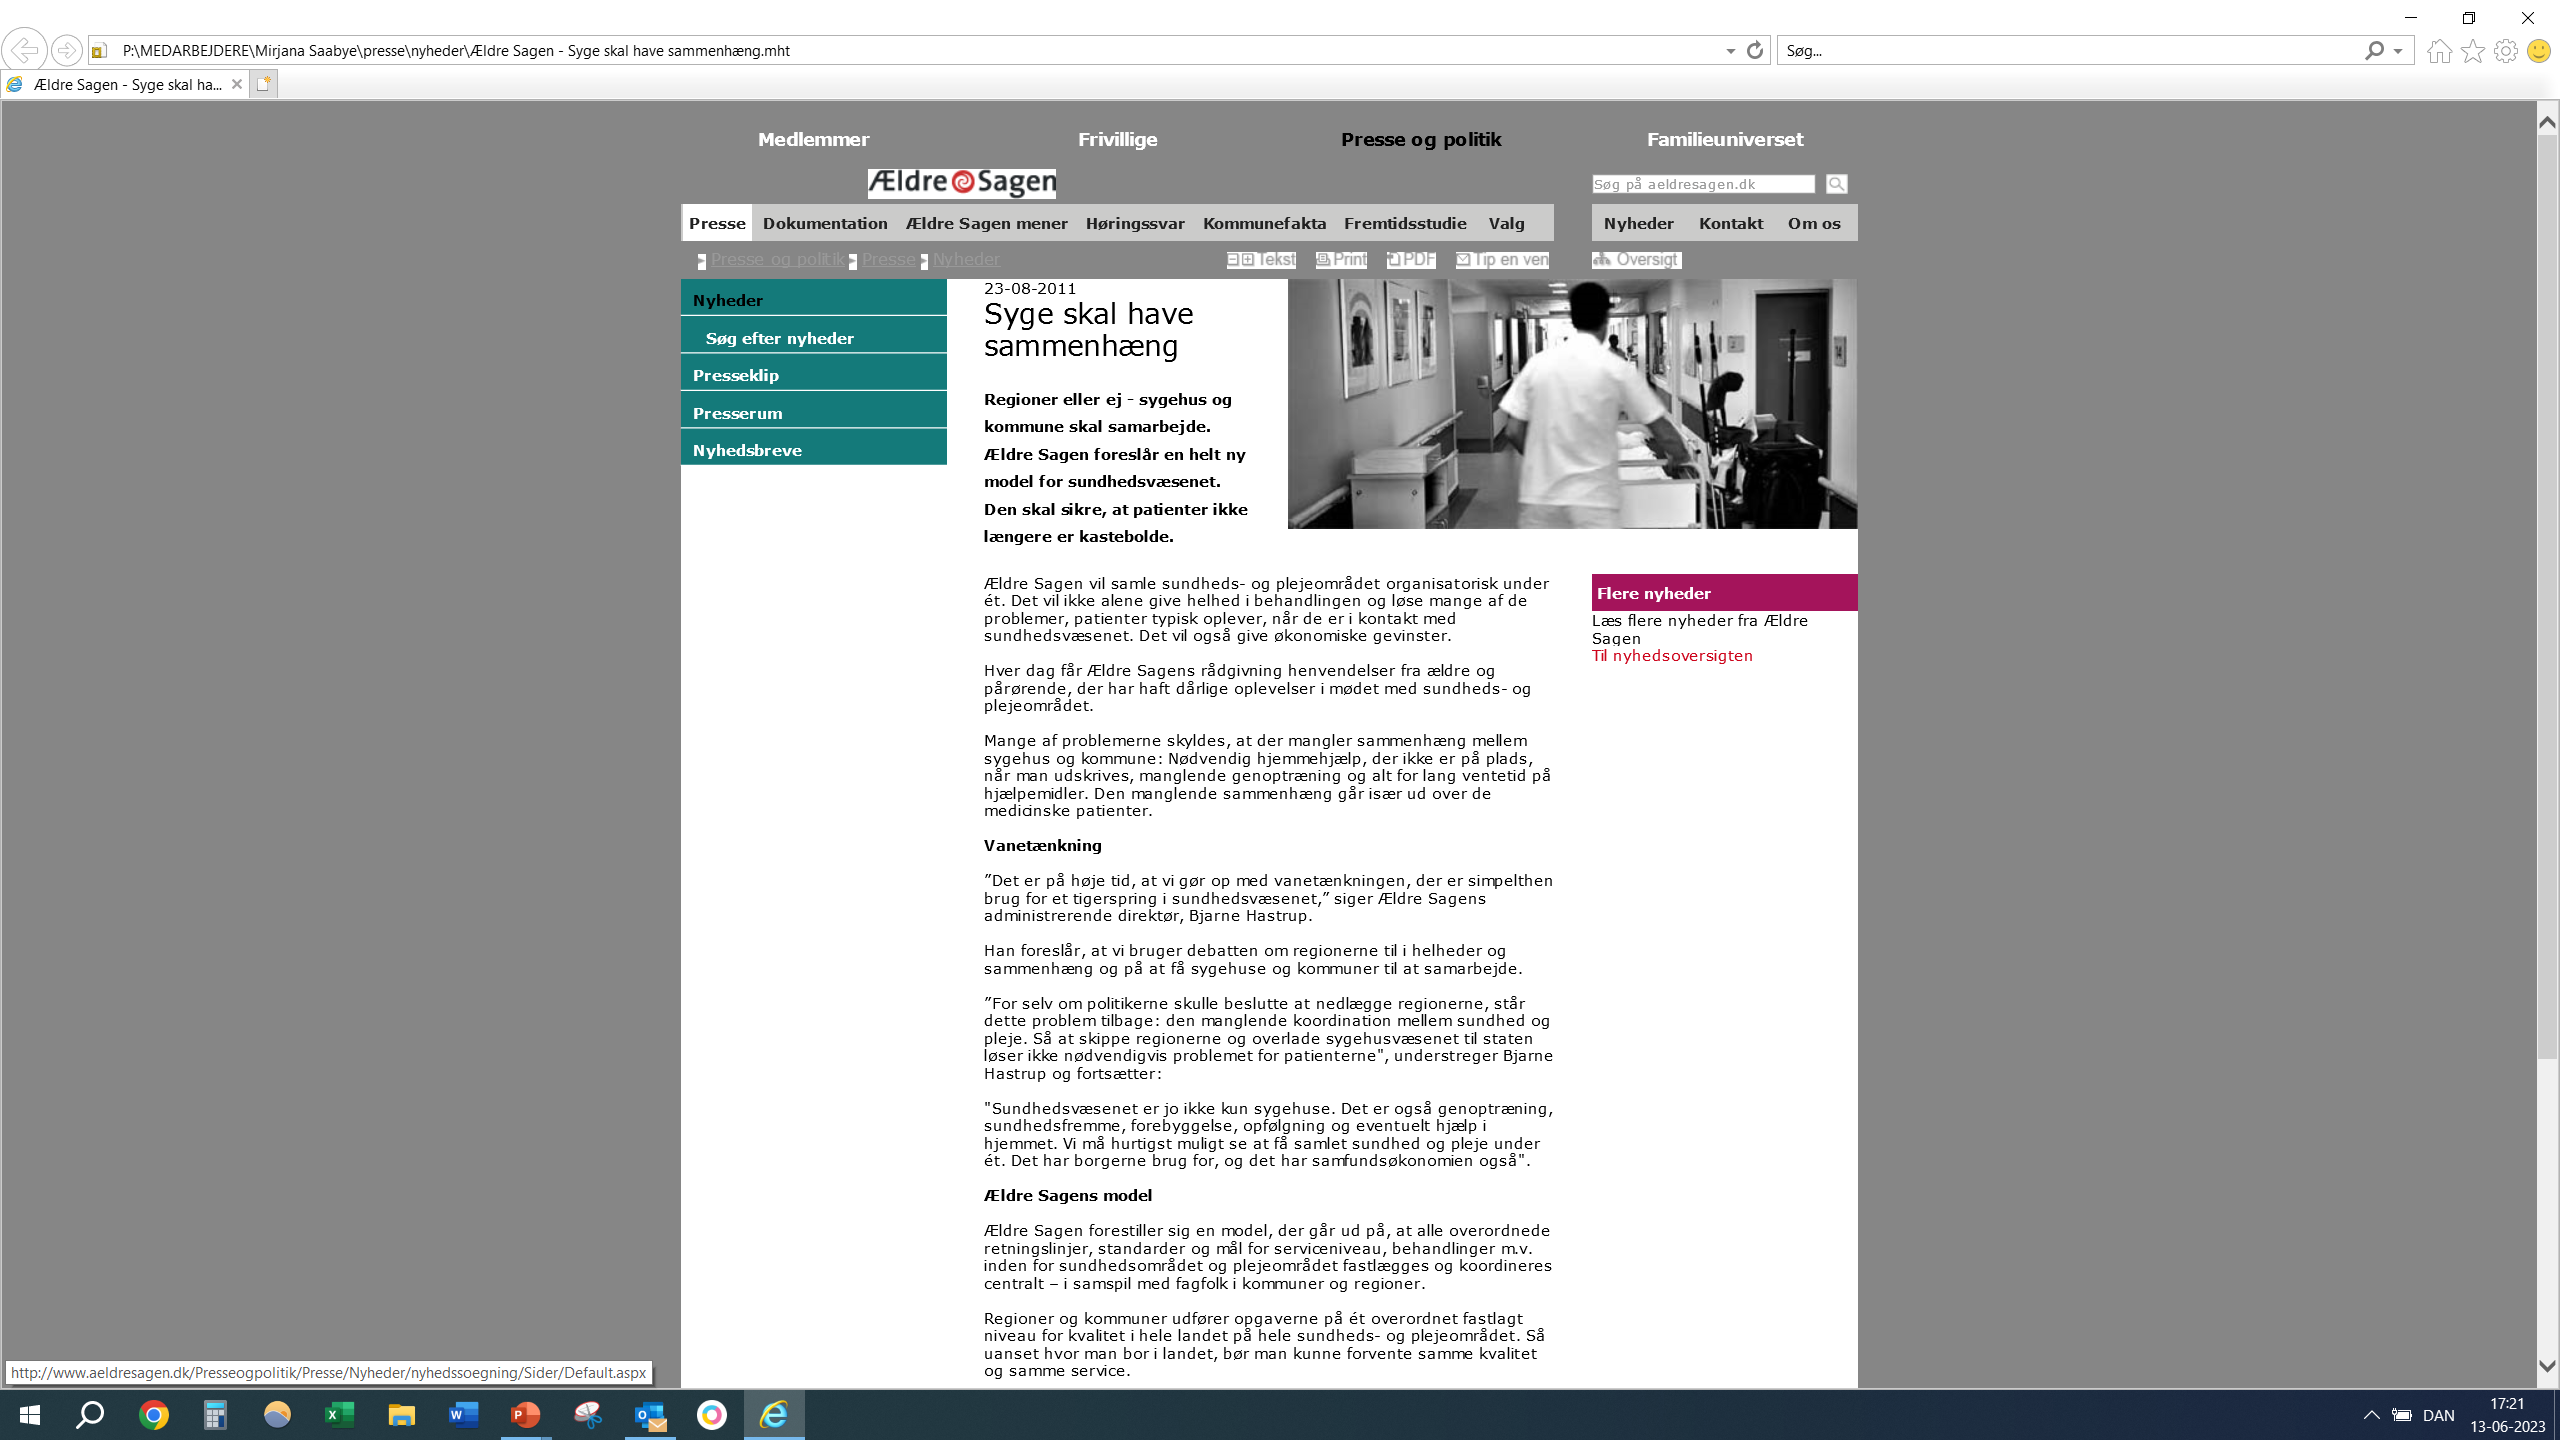 P:\MEDARBEJDERE\Mirjana Saabye\presse\nyheder\Ældre Sagen - Syge skal have sammenhæng.mht
Søg...
Ældre Sagen - Syge skal ha...
Medlemmer
Frivillige
Presse og politik
Familieuniverset
Ældre Sagen
Søg på aeldresagen.dk
Presse
Dokumentation
Ældre Sagen mener
Høringssvar
Kommunefakta
Fremtidsstudie
Valg
Nyheder
Kontakt
Om os
Presse og politik
Presse
Nyheder
Tekst
Print
PDF
Tip en ven
Oversigt
Nyheder
Søg efter nyheder
Presseklip
Presserum
Nyhedsbreve
23-08-2011
Syge skal have
sammenhæng
Regioner eller ej - sygehus og
kommune skal samarbejde.
Ældre Sagen foreslår en helt ny
model for sundhedsvæsenet.
Den skal sikre, at patienter ikke
længere er kastebolde.
Ældre Sagen vil samle sundheds- og plejeområdet organisatorisk under
ét. Det vil ikke alene give helhed i behandlingen og løse mange af de
problemer, patienter typisk oplever, når de er i kontakt med
sundhedsvæsenet. Det vil også give økonomiske gevinster.
Hver dag får Ældre Sagens rådgivning henvendelser fra ældre og
pårørende, der har haft dårlige oplevelser i mødet med sundheds- og
plejeområdet.
Mange af problemerne skyldes, at der mangler sammenhæng mellem
sygehus og kommune: Nødvendig hjemmehjælp, der ikke er på plads,
når man udskrives, manglende genoptræning og alt for lang ventetid på
hjælpemidler. Den manglende sammenhæng går især ud over de
medicinske patienter.
Vanetænkning
”Det er på høje tid, at vi gør op med vanetænkningen, der er simpelthen
brug for et tigerspring i sundhedsvæsenet,” siger Ældre Sagens
administrerende direktør, Bjarne Hastrup.
Han foreslår, at vi bruger debatten om regionerne til i helheder og
sammenhæng og på at få sygehuse og kommuner til at samarbejde.
”For selv om politikerne skulle beslutte at nedlægge regionerne, står
dette problem tilbage: den manglende koordination mellem sundhed og
pleje. Så at skippe regionerne og overlade sygehusvæsenet til staten
løser ikke nødvendigvis problemet for patienterne", understreger Bjarne
Hastrup og fortsætter:
"Sundhedsvæsenet er jo ikke kun sygehuse. Det er også genoptræning,
sundhedsfremme, forebyggelse, opfølgning og eventuelt hjælp i
hjemmet. Vi må hurtigst muligt se at få samlet sundhed og pleje under
ét. Det har borgerne brug for, og det har samfundsøkonomien også".
Ældre Sagens model
Ældre Sagen forestiller sig en model, der går ud på, at alle overordnede
retningslinjer, standarder og mål for serviceniveau, behandlinger m.v.
inden for sundhedsområdet og plejeområdet fastlægges og koordineres
centralt – i samspil med fagfolk i kommuner og regioner.
Regioner og kommuner udfører opgaverne på ét overordnet fastlagt
niveau for kvalitet i hele landet på hele sundheds- og plejeområdet. Så
uanset hvor man bor i landet, bør man kunne forvente samme kvalitet
og samme service.
Flere nyheder
Læs flere nyheder fra Ældre
Sagen
Til nyhedsoversigten
http://www.aeldresagen.dk/Presseogpolitik/Presse/Nyheder/nyhedssoegning/Sider/Default.aspx
DAN
17:21
13-06-2023